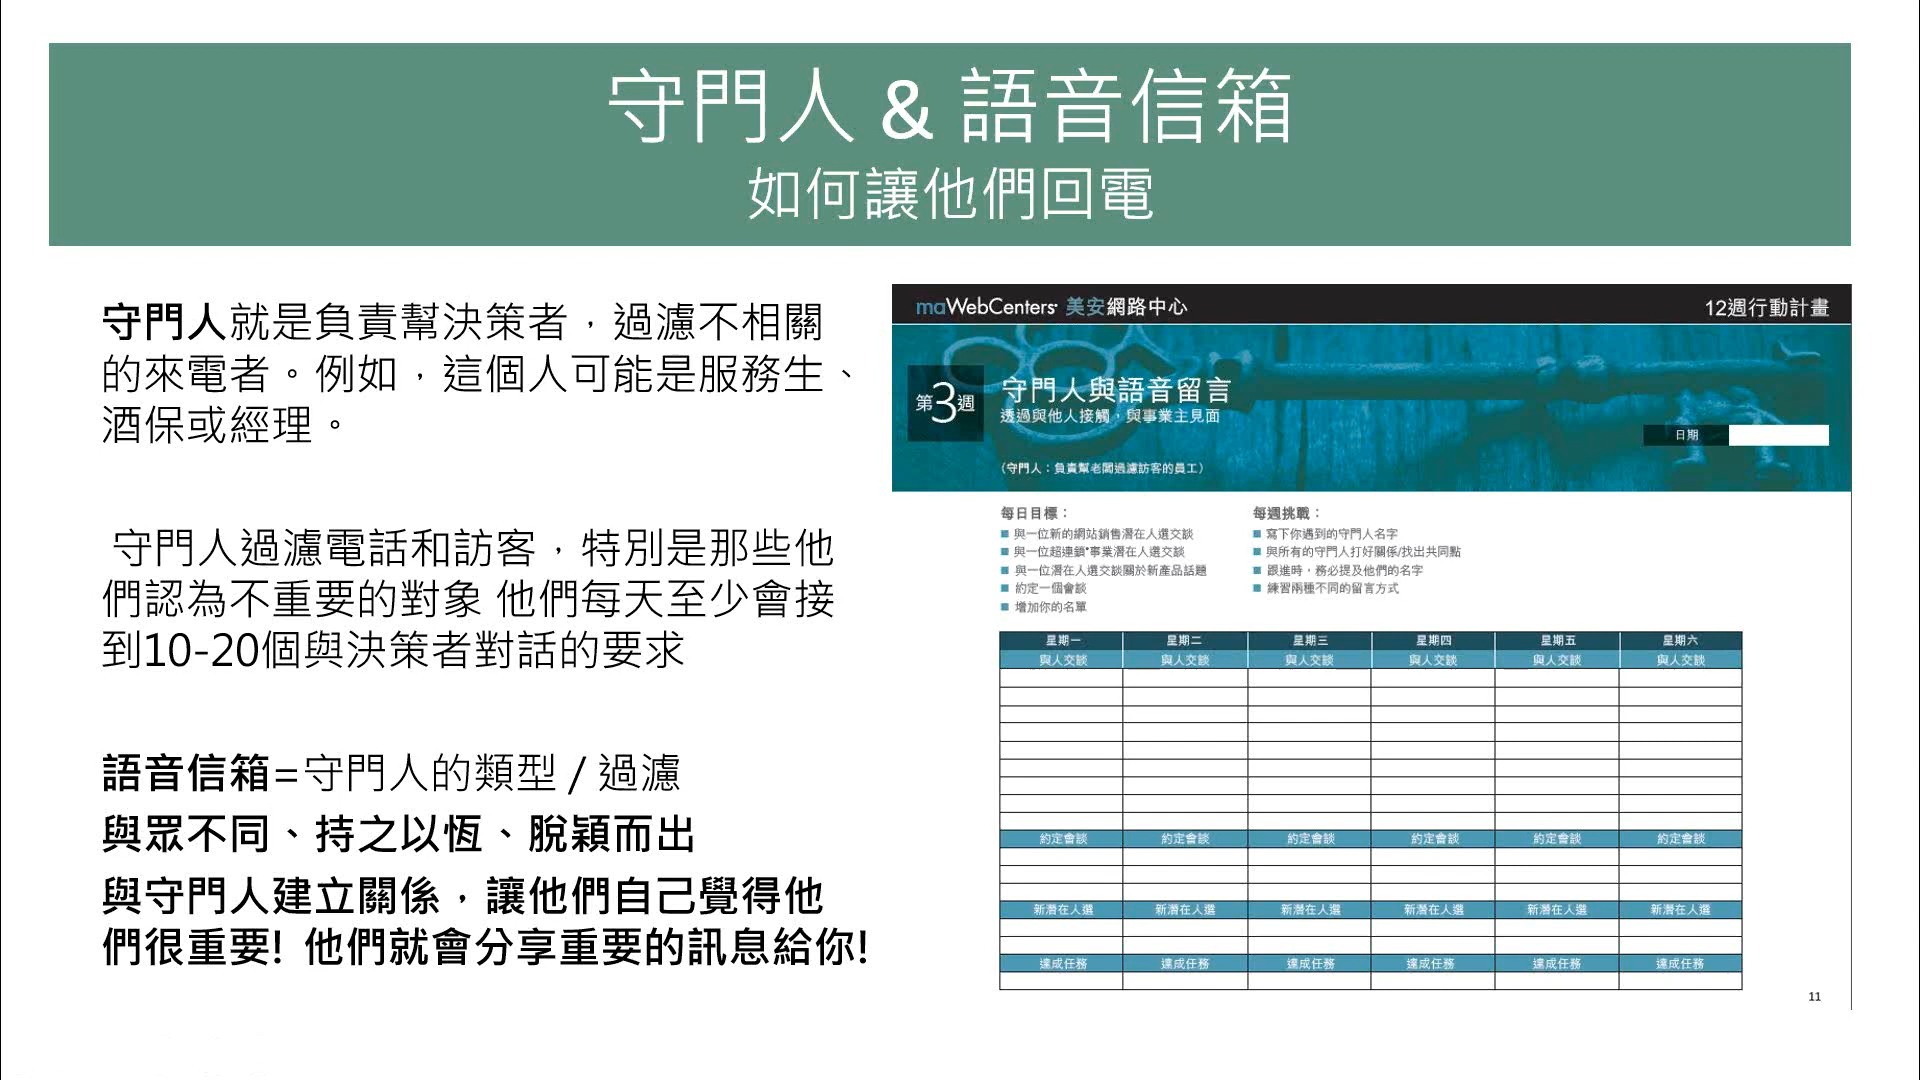 守門人 & 語音信箱
如何讓他們回電
守門人就是負責幫決策者，過濾不相關
的來電者。例如，這個人可能是服務生、
酒保或經理。
守門人過濾電話和訪客，特別是那些他
們認為不重要的對象 他們每天至少會接
到10-20個與決策者對話的要求
語音信箱=守門人的類型 / 過濾
與眾不同、持之以恆、脫穎而出
與守門人建立關係，讓他們自己覺得他
們很重要! 他們就會分享重要的訊息給你!
maWebCenters 美安網路中心
12週行動計畫
第3週
守門人與語音留言
透過與他人接觸，與事業主見面
日期
（守門人：負責幫老闆過濾訪客的員工）
每日目標：
與一位新的網站銷售潛在人選交談
與一位超連鎖®事業潛在人選交談
與一位潛在人選交談關於新產品話題
約定一個會談
增加你的名單
每週挑戰：
寫下你遇到的守門人名字
與所有的守門人打好關係/找出共同點
跟進時，務必提及他們的名字
練習兩種不同的留言方式
星期一 星期二 星期三 星期四 星期五 星期六
與人交談 與人交談 與人交談 與人交談 與人交談 與人交談
約定會談 約定會談 約定會談 約定會談 約定會談 約定會談
新潛在人選 新潛在人選 新潛在人選 新潛在人選 新潛在人選 新潛在人選
達成任務 達成任務 達成任務 達成任務 達成任務 達成任務
11